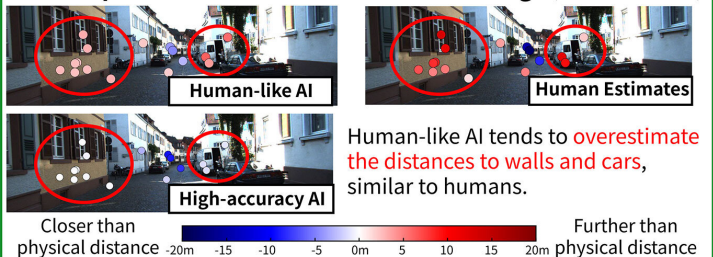 Human-like AI
Human Estimates
High-accuracy AI
Human-like AI tends to overestimate
the distances to walls and cars,
similar to humans.
Closer than
physical distance
-20m -15 -10 -5 0m 5 10 15 20m
Further than
physical distance